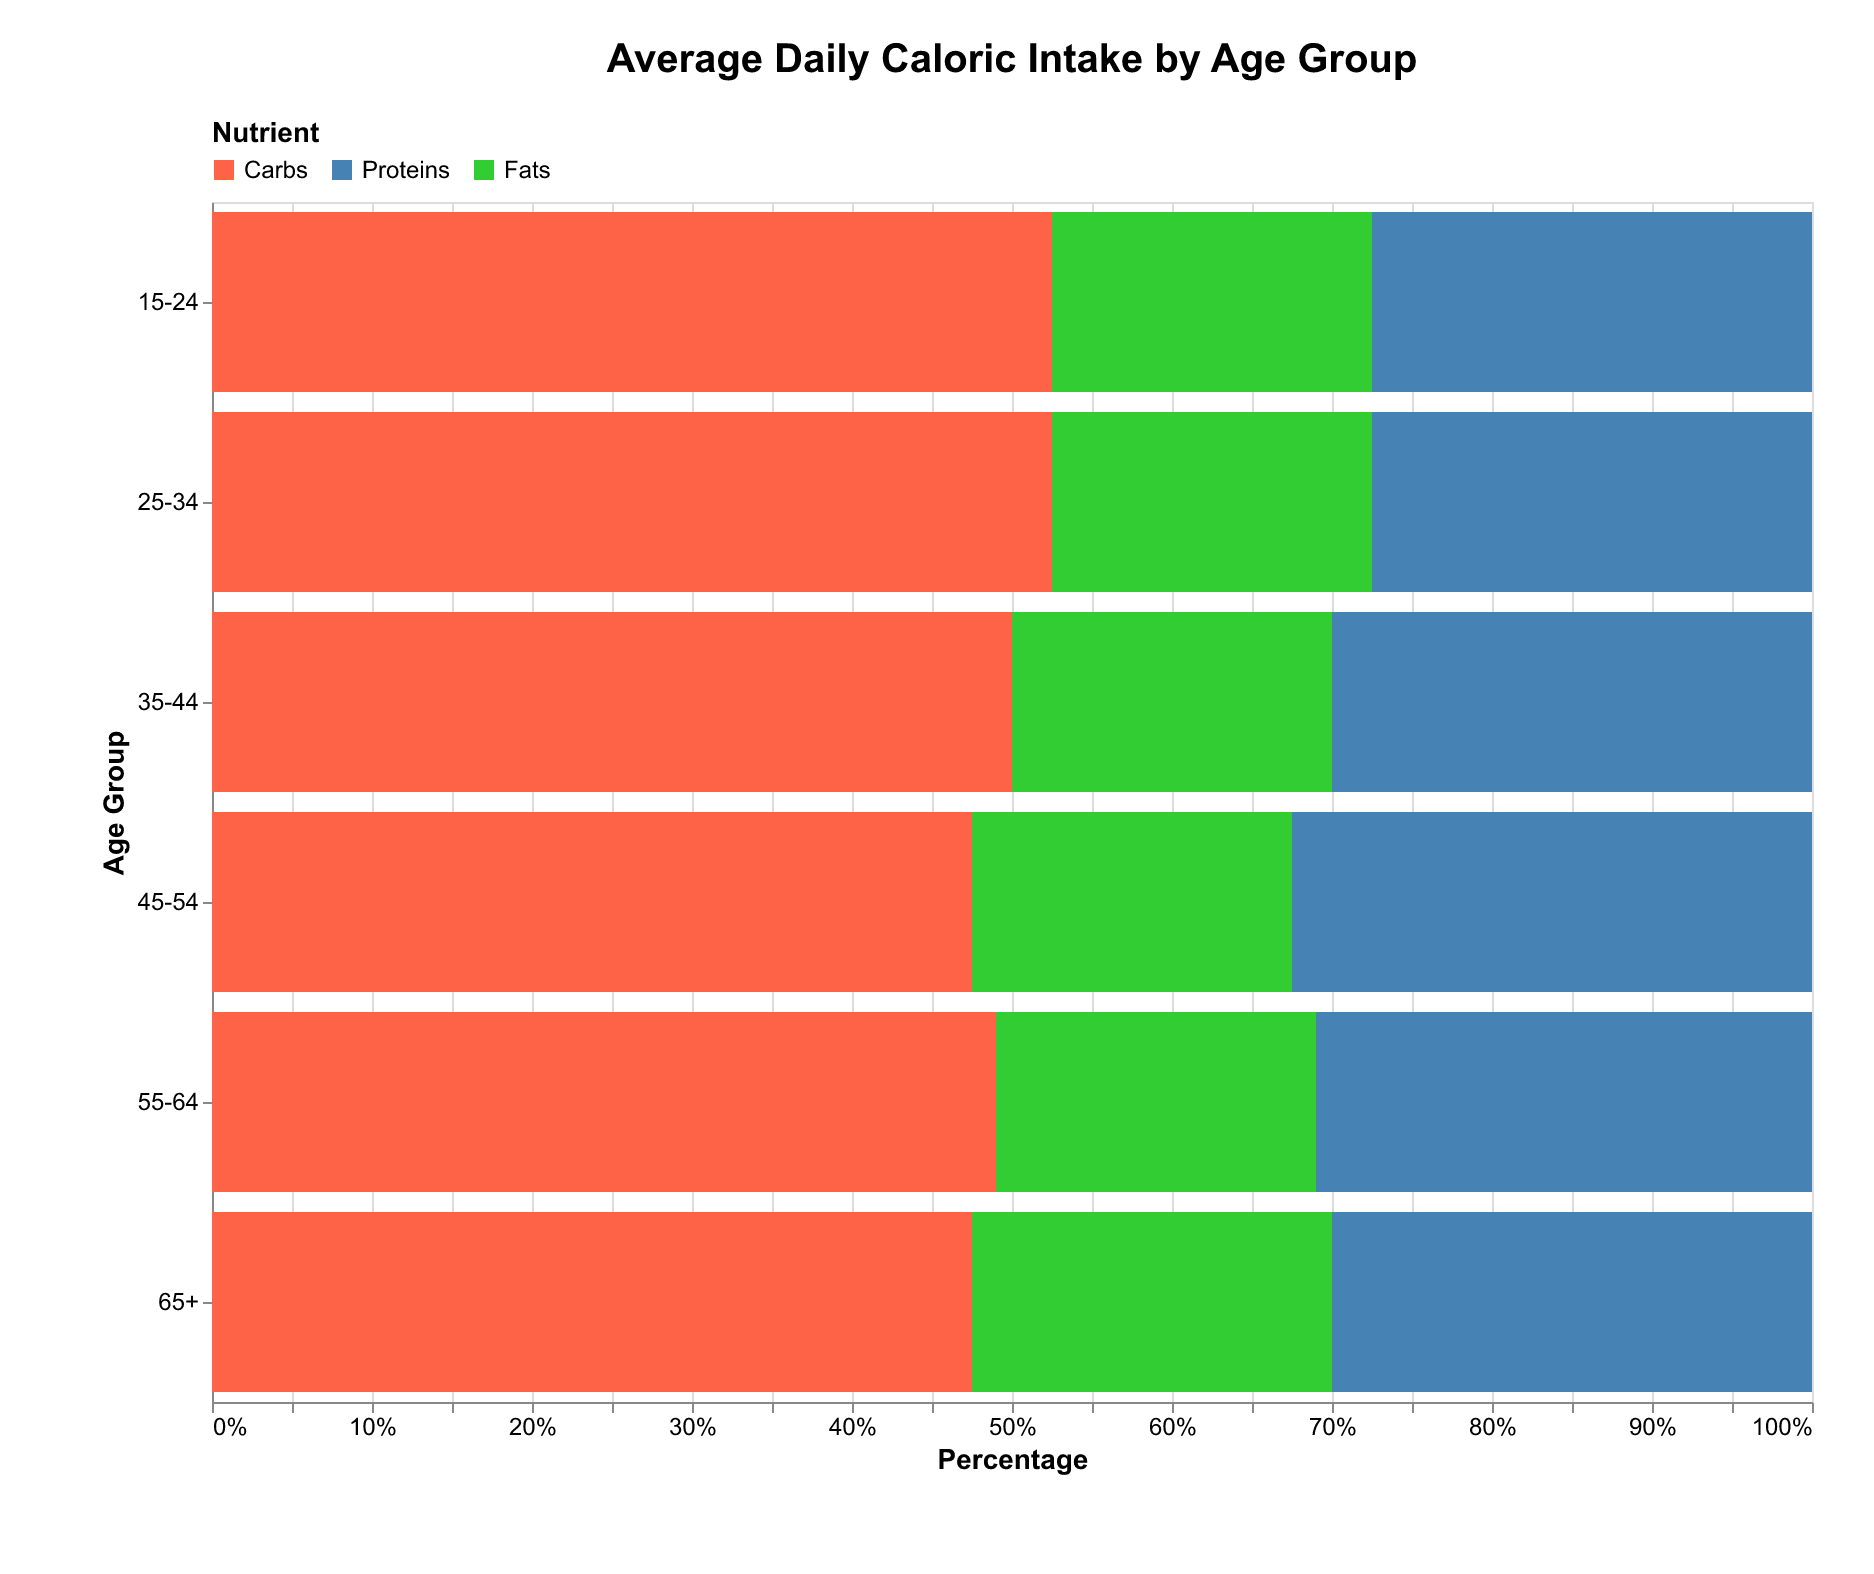 Average Daily Caloric Intake by Age Group
Nutrient
Carbs Proteins Fats
15-24
25-34
35-44
Age Group
45-54
55-64
65+
0% 10% 20% 30% 40% 50% 60% 70% 80% 90% 100%
Percentage